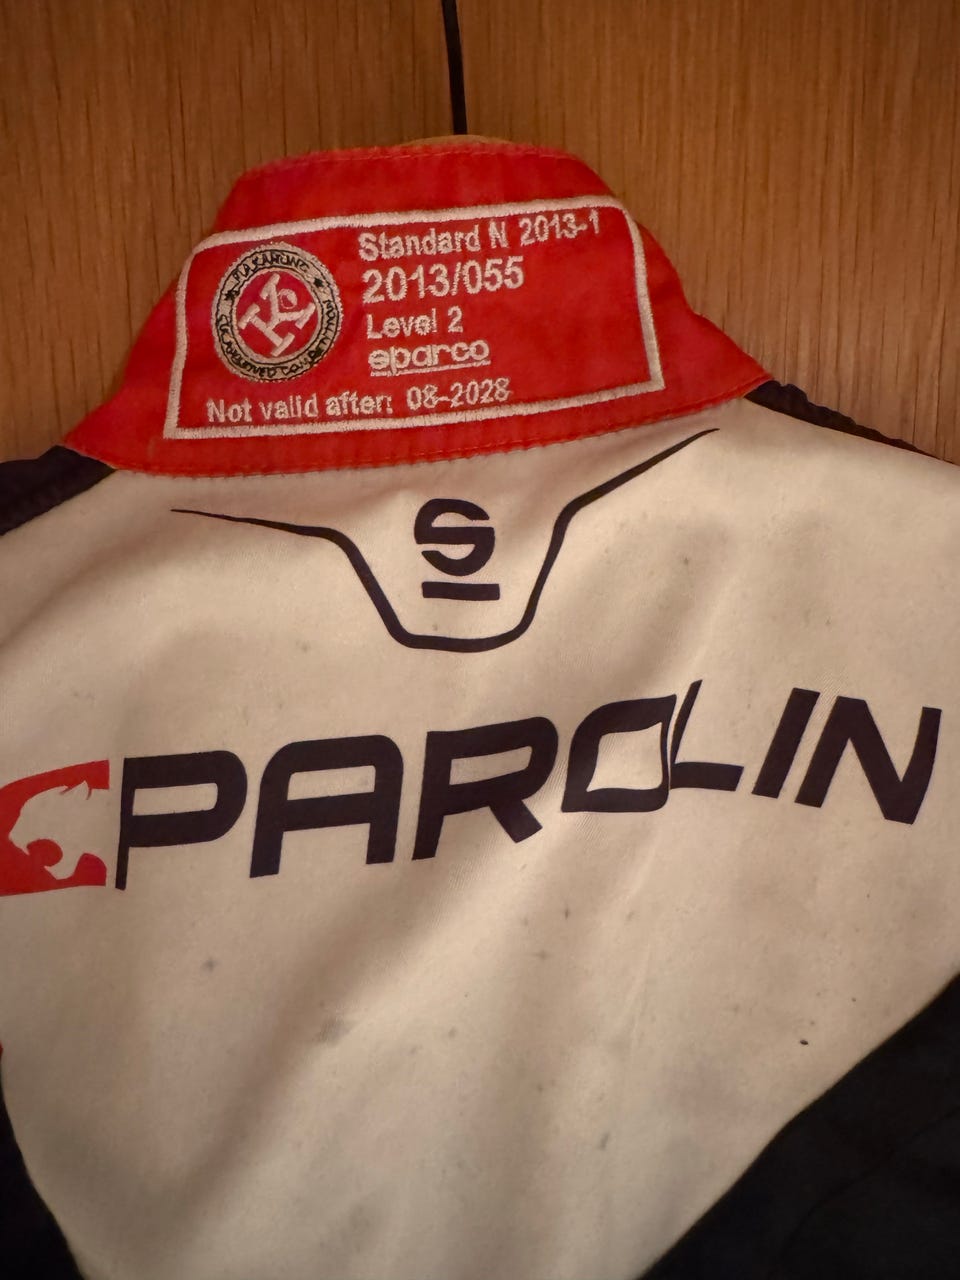 Standard N 2013-1
2013/055
Level 2
sparco
Not valid after: 08-2028
S
PAROLIN